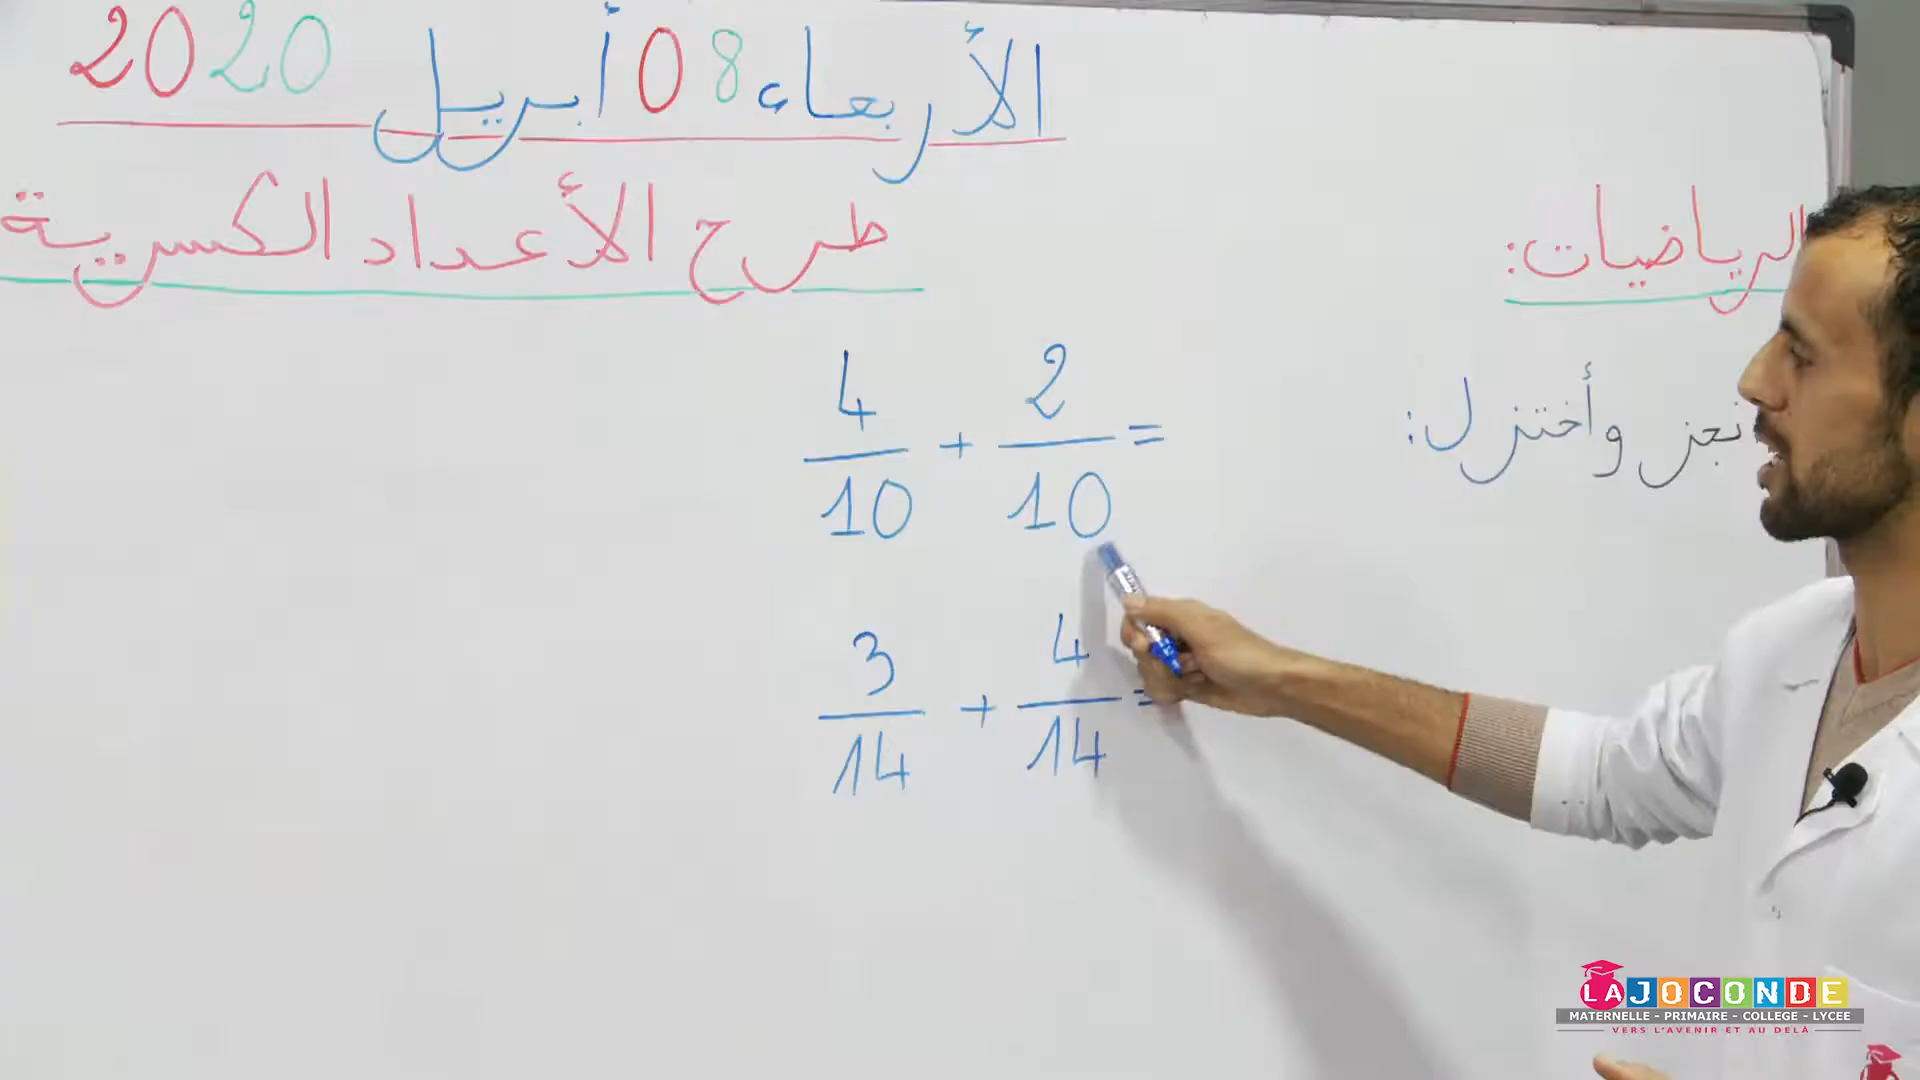 الأربعاء 08 أبريل 2020
الرياضيات: طرح الأعداد الكسرية
وأختزل:
4/10 + 2/10 =
3/14 + 4/14 =
LAJOCONDE
MATERNELLE - PRIMAIRE - COLLEGE - LYCEE
VERS L'AVENIR ET AU DELÀ